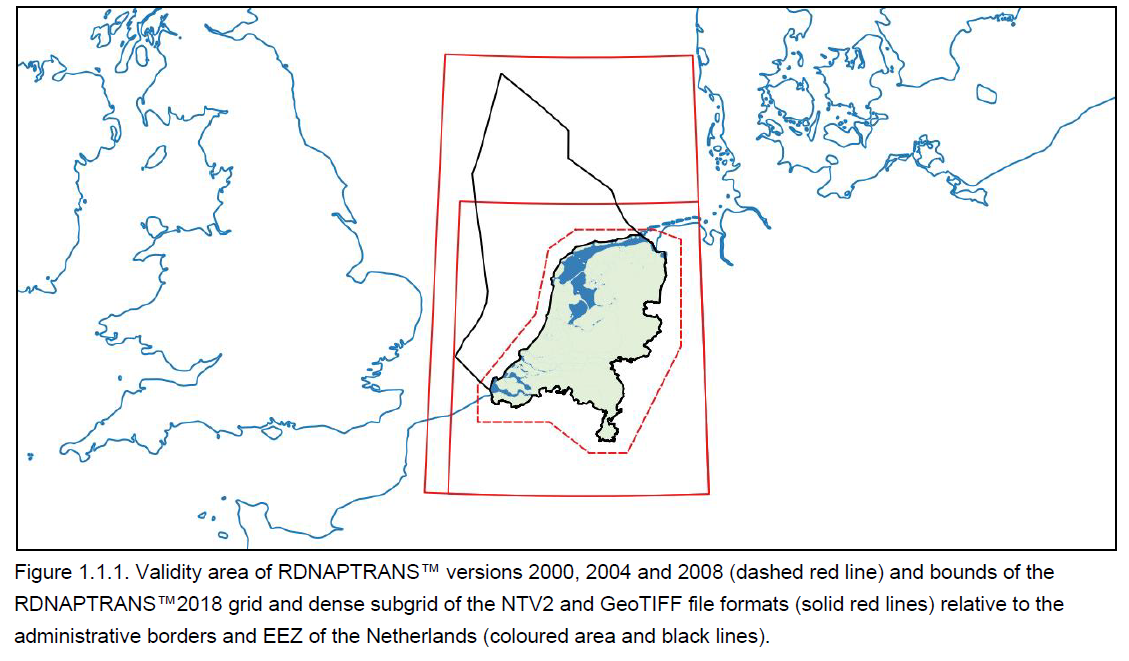 Figure 1.1.1. Validity area of RDNAPTRANS™ versions 2000, 2004 and 2008 (dashed red line) and bounds of the
RDNAPTRANS™2018 grid and dense subgrid of the NTV2 and GeoTIFF file formats (solid red lines) relative to the
administrative borders and EEZ of the Netherlands (coloured area and black lines).